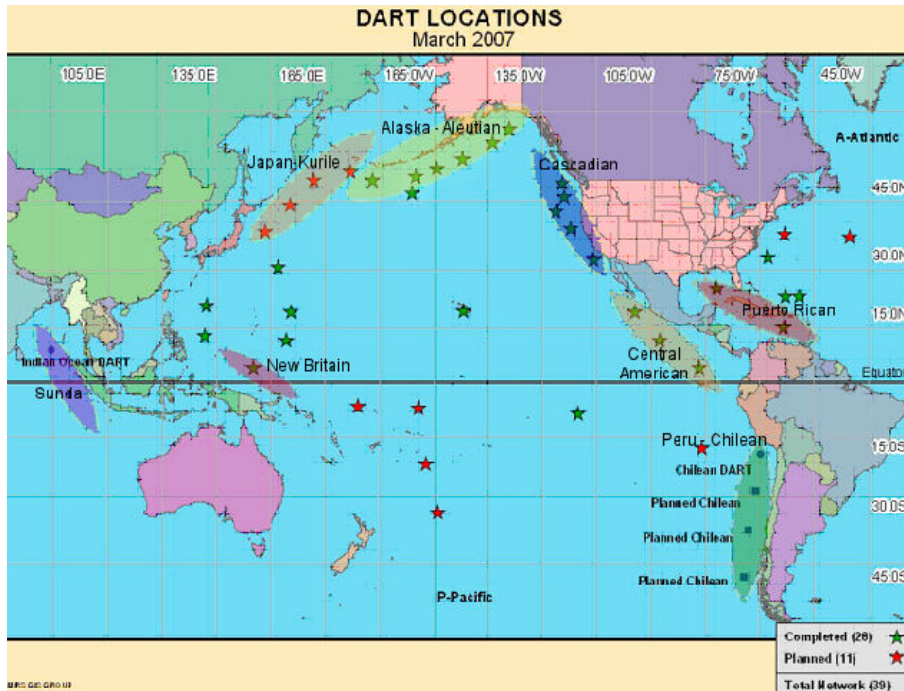 DART LOCATIONS
March 2007
105:0E 135:0E 165:0E 165:0W 135:0W 105:0W 75:0W 45:0W
Alaska - Aleutian
A-Atlantic
Japan-Kurile
Cascadian
45:0N
30:0N
Puerto Rican
15:0N
Indian Ocean DART
New Britain
Central
American
Equator
Sunda
Peru - Chilean
15:0S
Chilean DART
Planned Chilean
30:0S
Planned Chilean
Planned Chilean
45:0S
P-Pacific
Completed (28)
Planned (11)
Total Network (39)
URS GIS GROUP